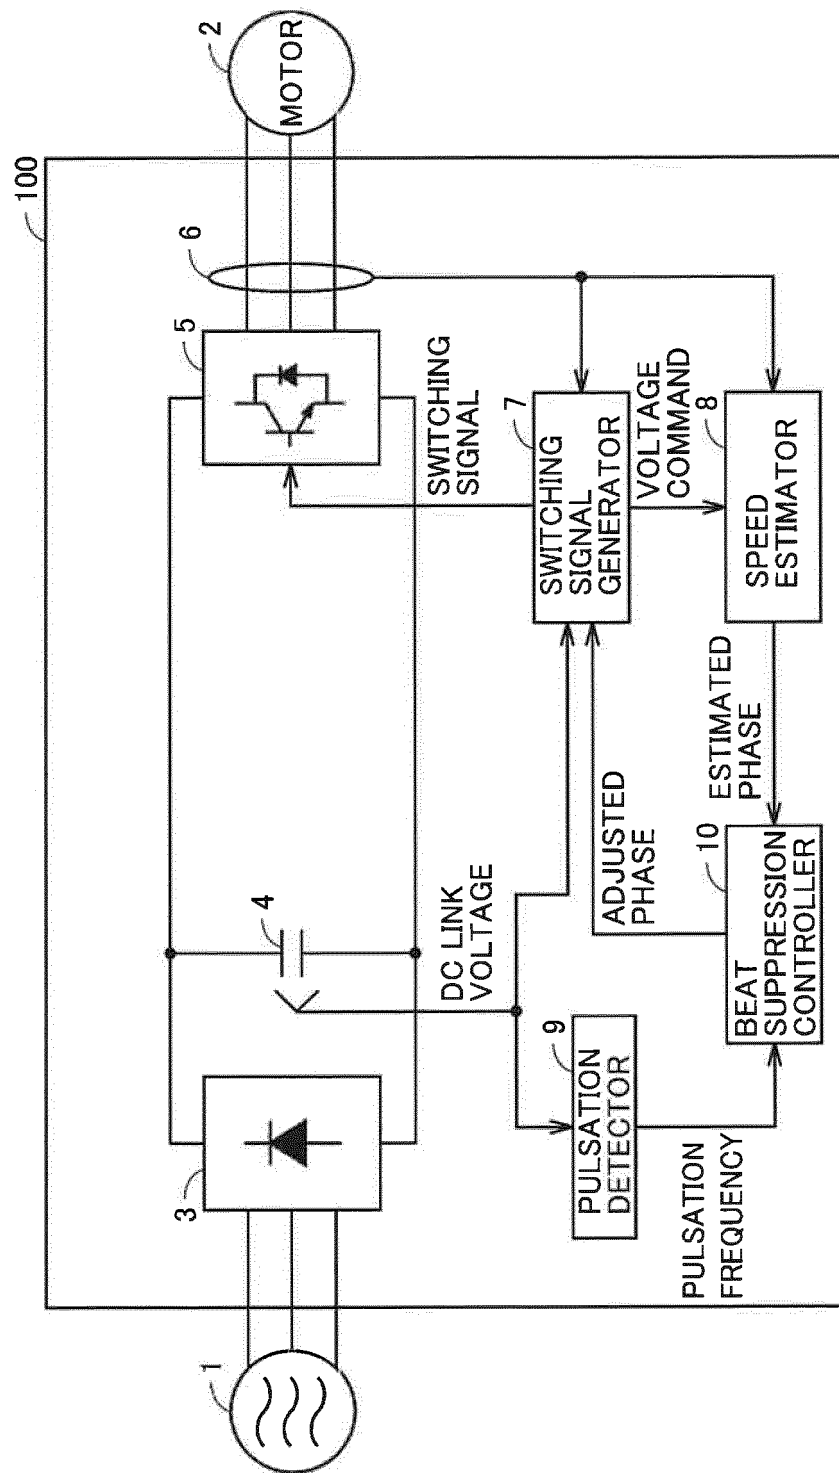 100
1
3
4
5
6
2
MOTOR
DC LINK
VOLTAGE
SWITCHING
SIGNAL
9
PULSATION
DETECTOR
7
SWITCHING
SIGNAL
GENERATOR
ADJUSTED
PHASE
VOLTAGE
COMMAND
PULSATION
FREQUENCY
10
BEAT
SUPPRESSION
CONTROLLER
ESTIMATED
PHASE
8
SPEED
ESTIMATOR